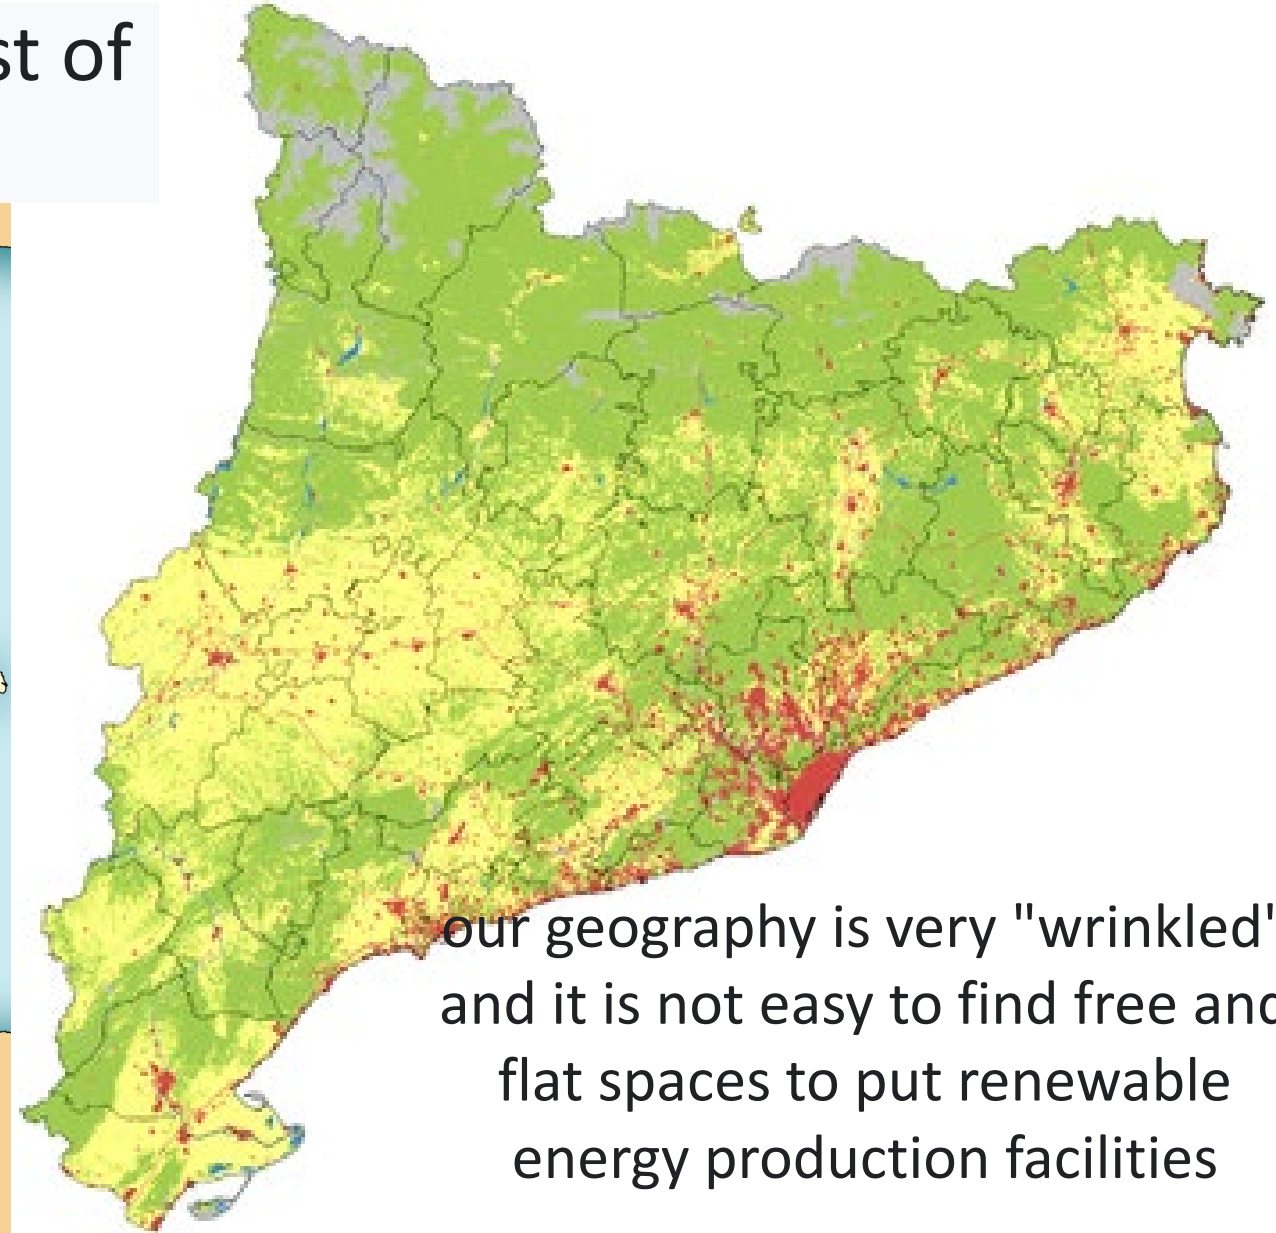 st of
our geography is very "wrinkled"
and it is not easy to find free and
flat spaces to put renewable
energy production facilities